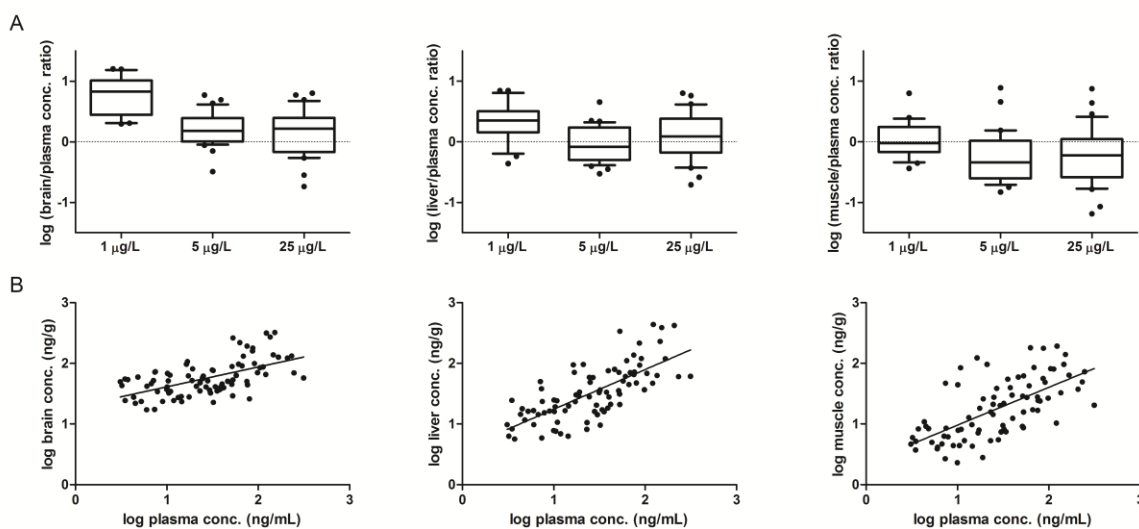 A
log (brain/plasma conc. ratio)
1
0
-1
1 µg/L 5 µg/L 25 µg/L
log (liver/plasma conc. ratio)
1
0
-1
1 µg/L 5 µg/L 25 µg/L
log (muscle/plasma conc. ratio)
1
0
-1
1 µg/L 5 µg/L 25 µg/L
B
log brain conc. (ng/g)
3
2
1
0
0 1 2 3
log plasma conc. (ng/mL)
log liver conc. (ng/g)
3
2
1
0
0 1 2 3
log plasma conc. (ng/mL)
log muscle conc. (ng/g)
3
2
1
0
0 1 2 3
log plasma conc. (ng/mL)